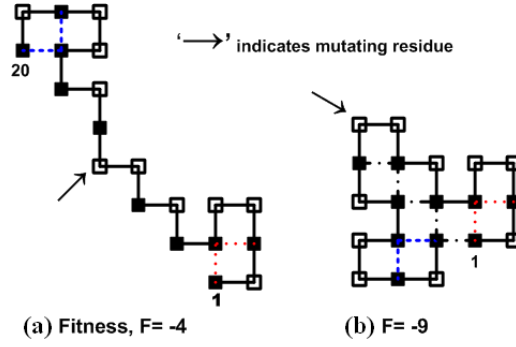 20
‘⟶’ indicates mutating residue
1
1
(a) Fitness, F= -4
(b) F= -9